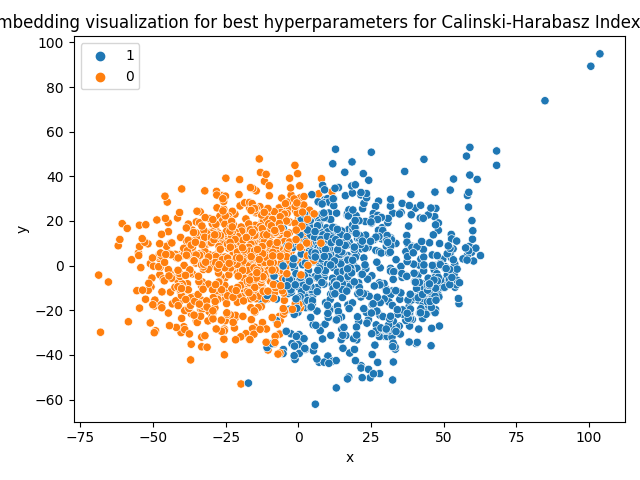 mbedding visualization for best hyperparameters for Calinski-Harabasz Index
1
0
100
80
60
40
20
0
−20
−40
−60
y
−75 −50 −25 0 25 50 75 100
x